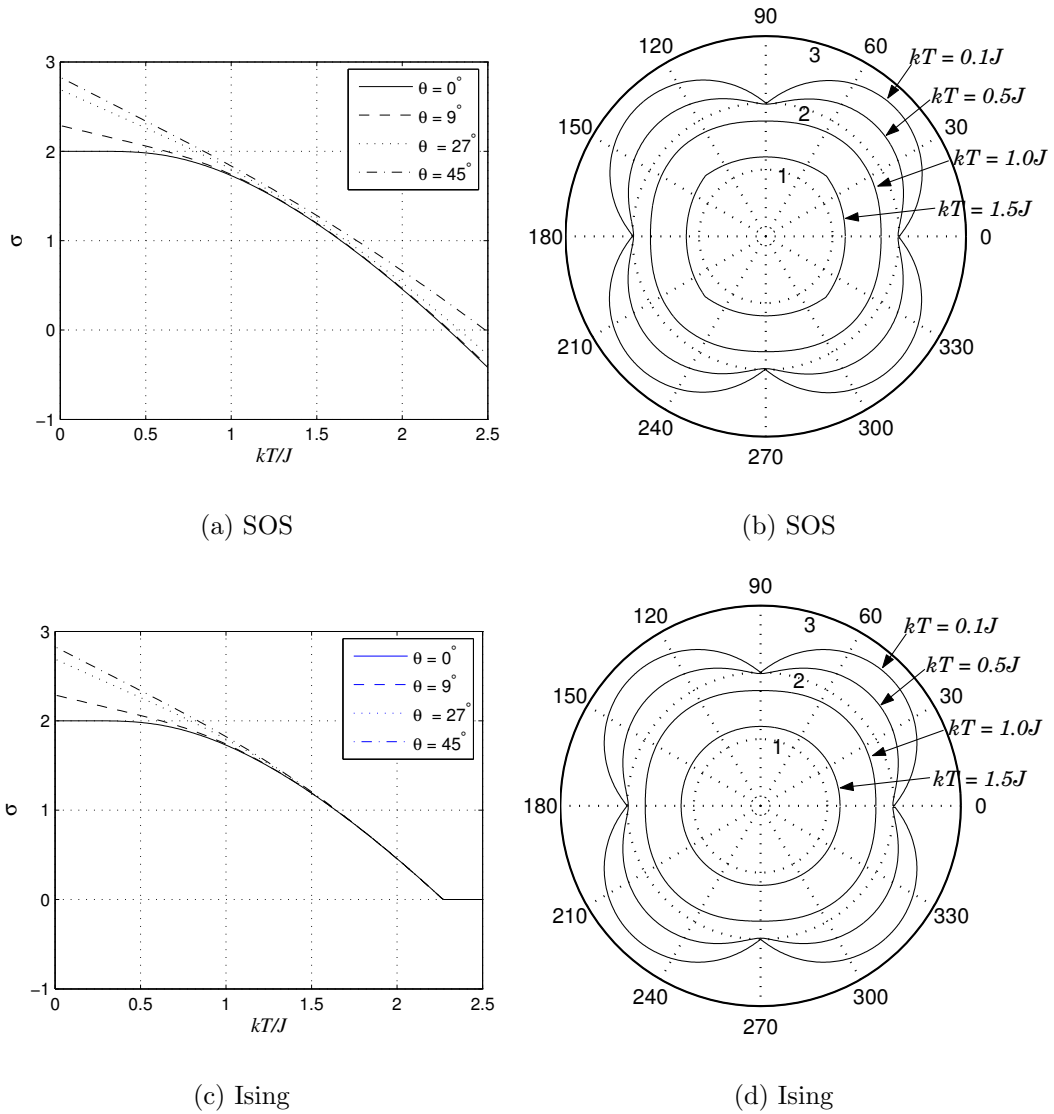 3
2
1
0
−1
σ
0
0.5
1
1.5
2
2.5
kT/J
θ = 0°
θ = 9°
θ = 27°
θ = 45°
(a) SOS
90
120
60
150
30
180
0
210
330
240
300
270
3
2
1
kT = 0.1J
kT = 0.5J
kT = 1.0J
kT = 1.5J
(b) SOS
3
2
1
0
−1
σ
0
0.5
1
1.5
2
2.5
kT/J
θ = 0°
θ = 9°
θ = 27°
θ = 45°
(c) Ising
90
120
60
150
30
180
0
210
330
240
300
270
3
2
1
kT = 0.1J
kT = 0.5J
kT = 1.0J
kT = 1.5J
(d) Ising